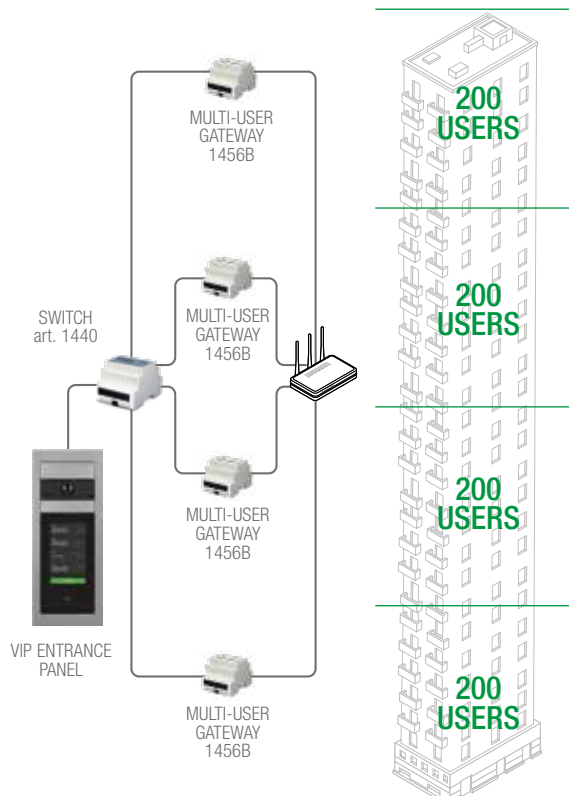 MULTI-USER
GATEWAY
1456B
200
USERS
SWITCH
art. 1440
MULTI-USER
GATEWAY
1456B
200
USERS
MULTI-USER
GATEWAY
1456B
200
USERS
VIP ENTRANCE
PANEL
MULTI-USER
GATEWAY
1456B
200
USERS